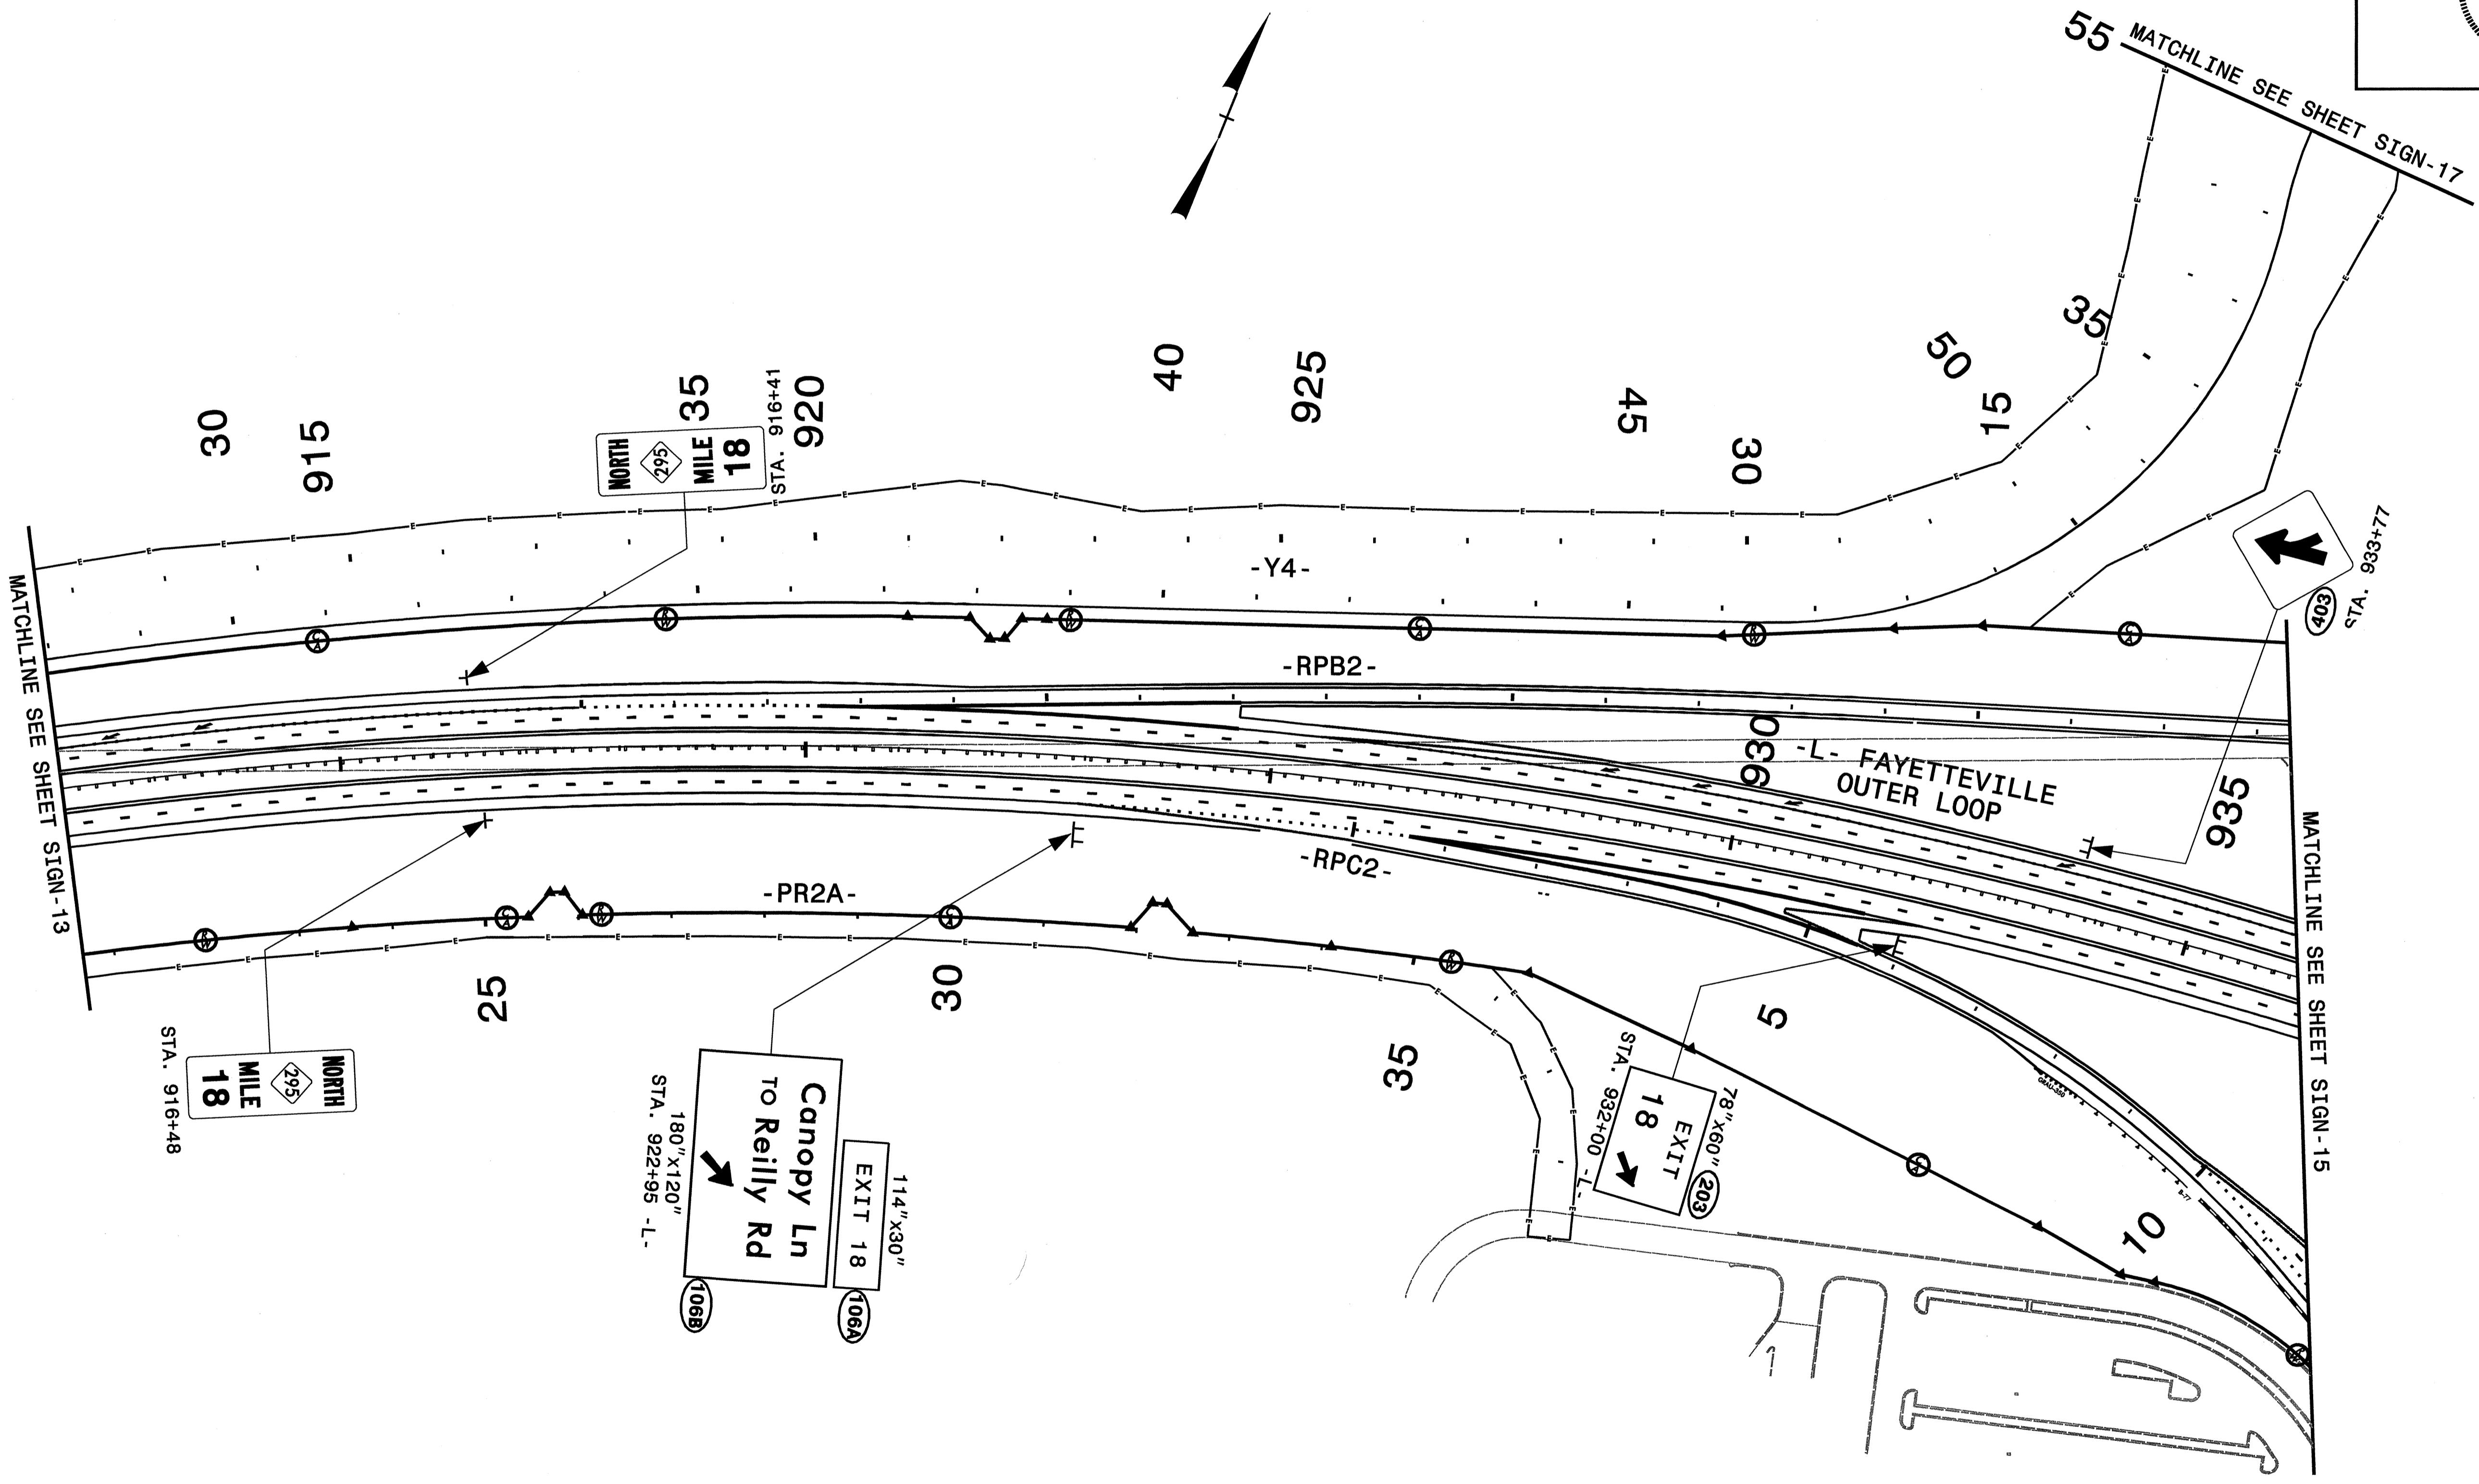 55
MATCHLINE SEE SHEET SIGN-17
35
50
15
40
925
45
30
30
915
35
920
NORTH
295
MILE
18
STA. 916+41
403
STA. 933+77
-Y4-
-RPB2-
-L- FAYETTEVILLE
OUTER LOOP
930
935
-RPC2-
-PR2A-
MATCHLINE SEE SHEET SIGN-13
MATCHLINE SEE SHEET SIGN-15
25
30
35
5
10
NORTH
295
MILE
18
STA. 916+48
114"x30"
EXIT 18
106A
Canopy Ln
TO Reilly Rd
106B
180"x120"
STA. 922+95 -L-
78"x60"
203
EXIT
18
STA. 932+00 -L-
C
A
R
W
E
GRAU-350
B-77